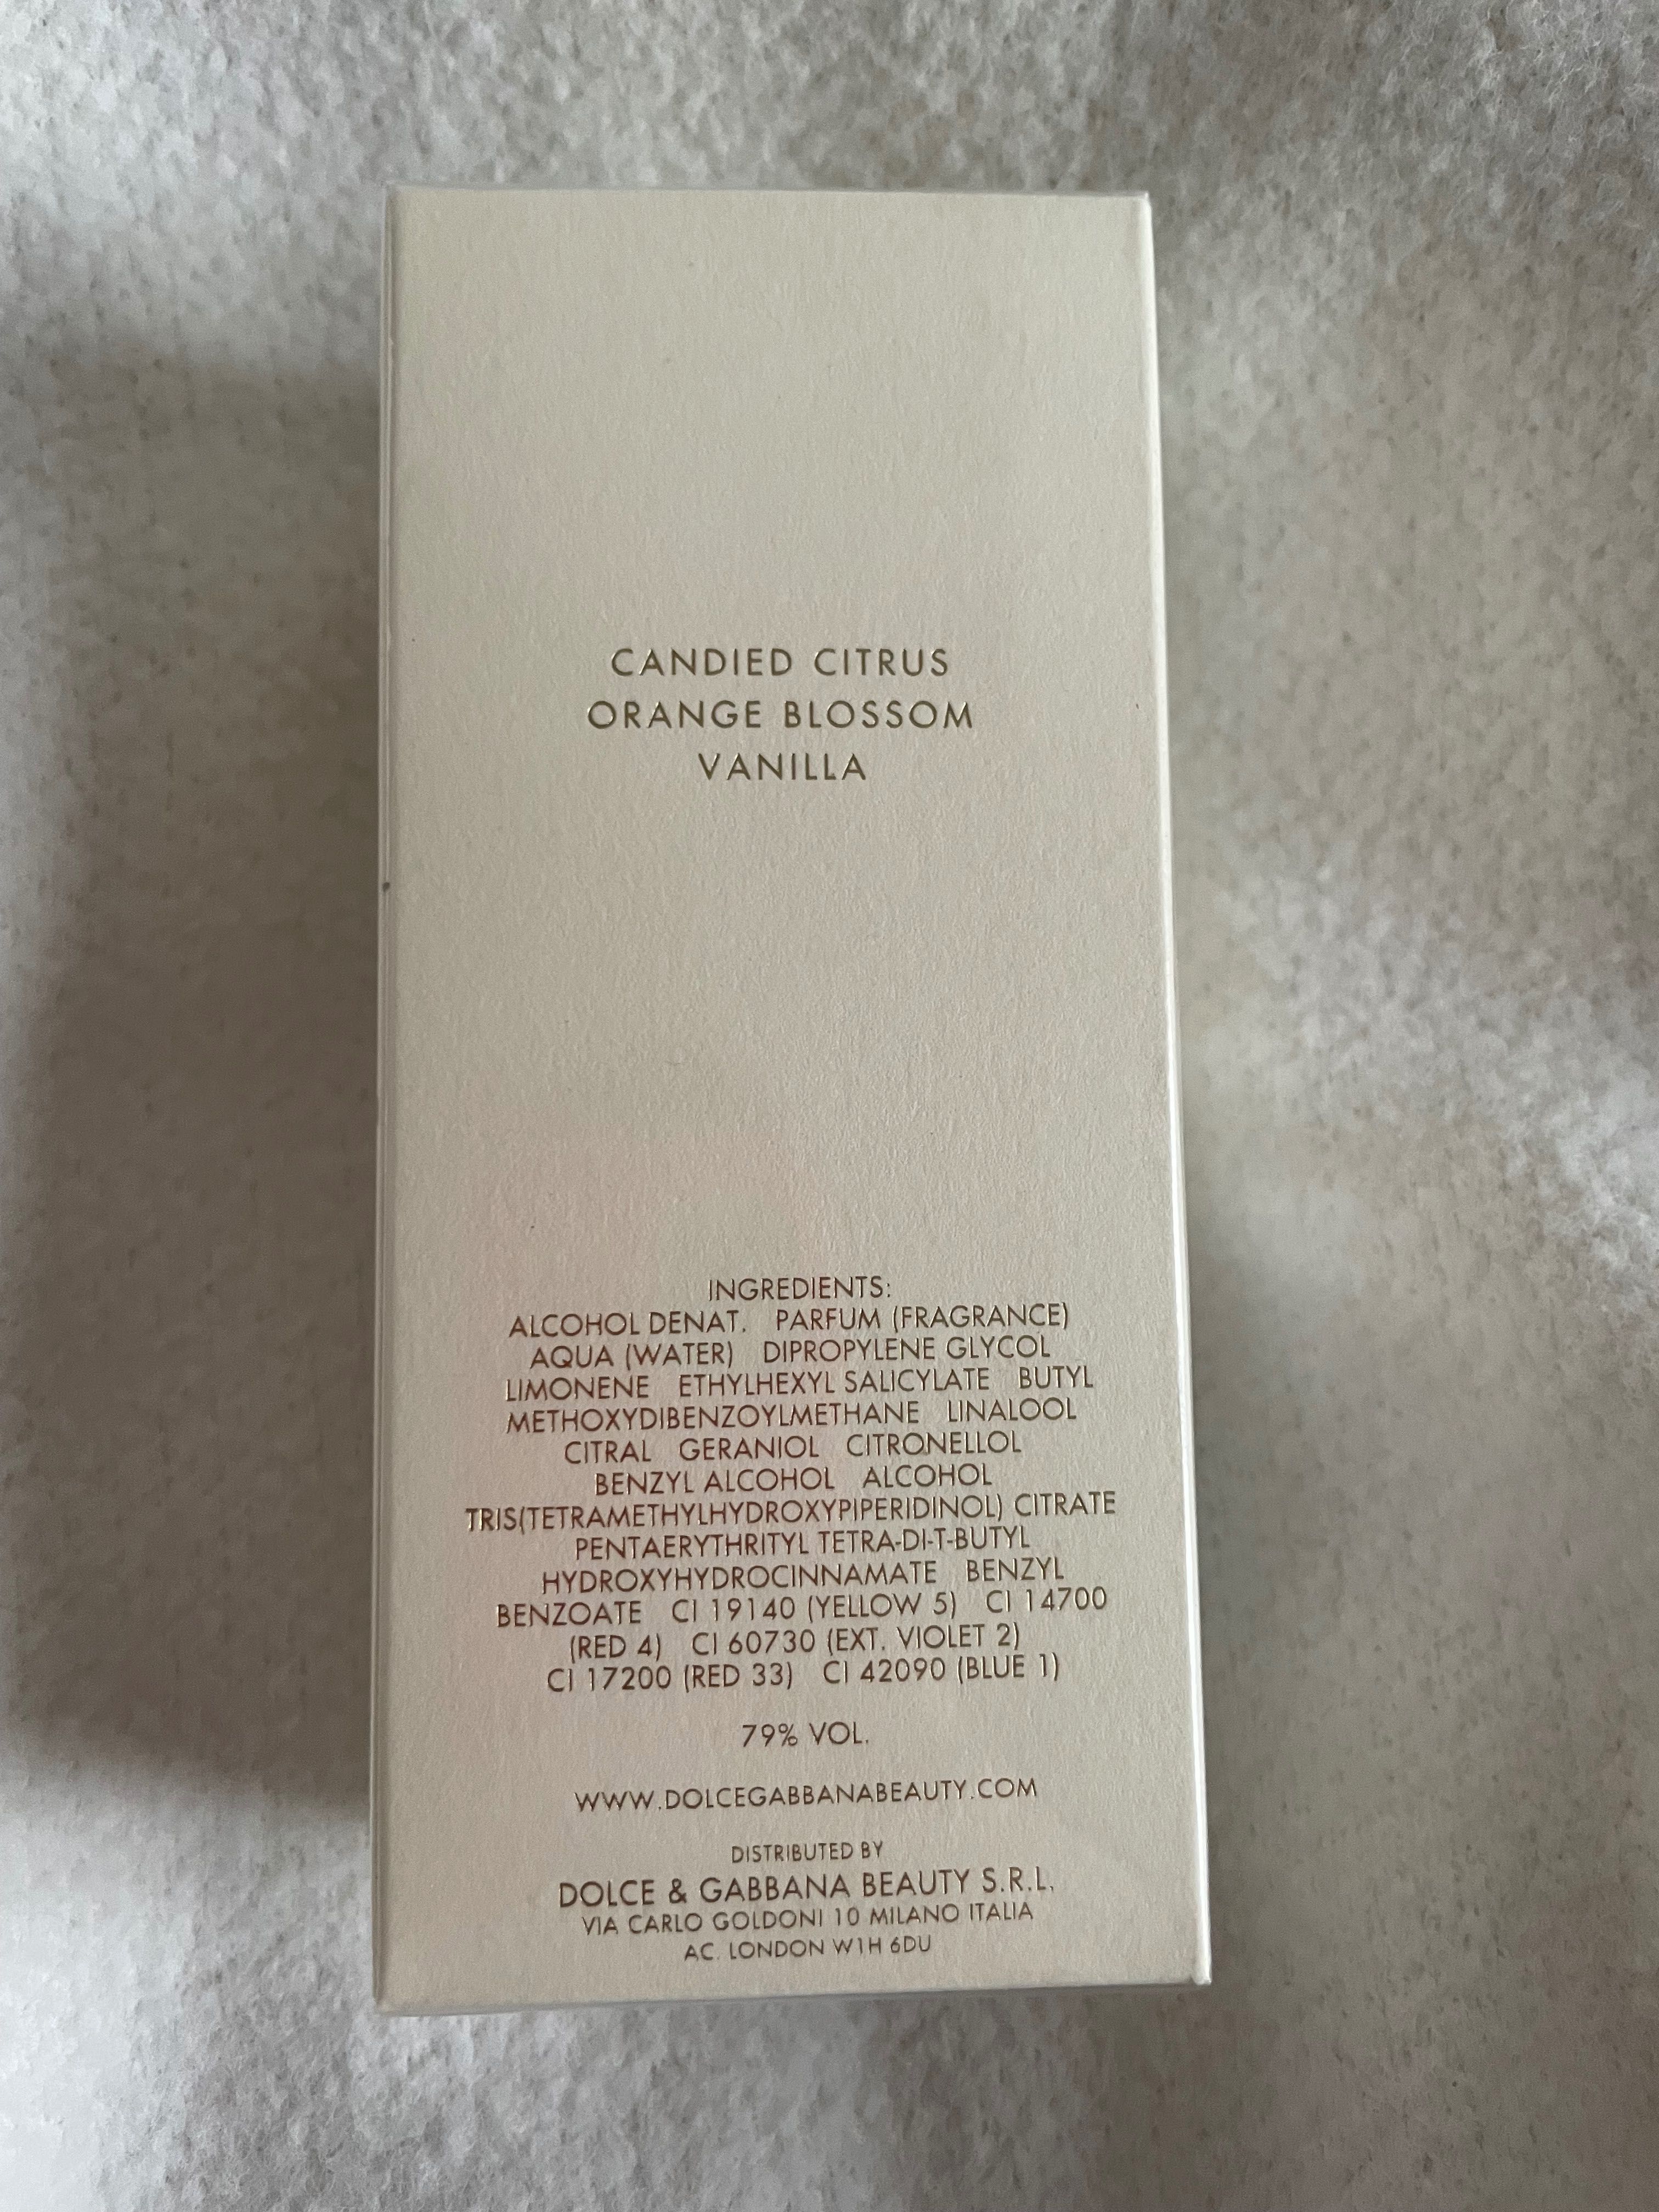 CANDIED CITRUS
ORANGE BLOSSOM
VANILLA
INGREDIENTS:
ALCOHOL DENAT. PARFUM (FRAGRANCE)
AQUA (WATER) DIPROPYLENE GLYCOL
LIMONENE ETHYLHEXYL SALICYLATE BUTYL
METHOXYDIBENZOYLMETHANE LINALOOL
CITRAL GERANIOL CITRONELLOL
BENZYL ALCOHOL ALCOHOL
TRIS(TETRAMETHYLHYDROXYPIPERIDINOL) CITRATE
PENTAERYTHRITYL TETRA-DI-T-BUTYL
HYDROXYHYDROCINNAMATE BENZYL
BENZOATE CI 19140 (YELLOW 5) CI 14700
(RED 4) CI 60730 (EXT. VIOLET 2)
CI 17200 (RED 33) CI 42090 (BLUE 1)
79% VOL.
WWW.DOLCEGABBANABEAUTY.COM
DISTRIBUTED BY
DOLCE & GABBANA BEAUTY S.R.L.
VIA CARLO GOLDONI 10 MILANO ITALIA
AC. LONDON W1H 6DU